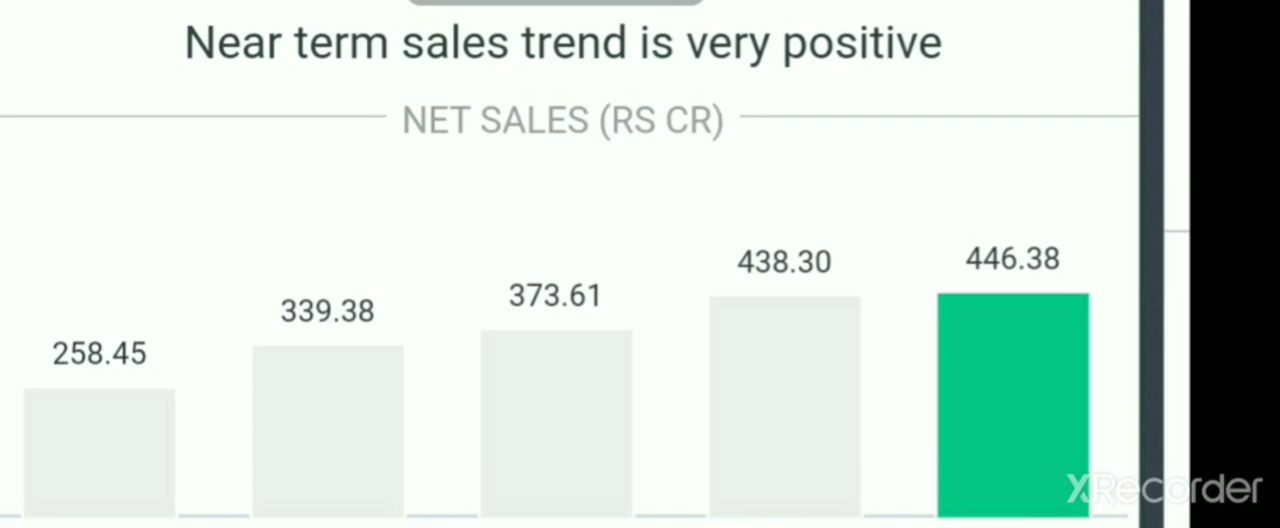 Near term sales trend is very positive
NET SALES (RS CR)
258.45
339.38
373.61
438.30
446.38
XRecorder